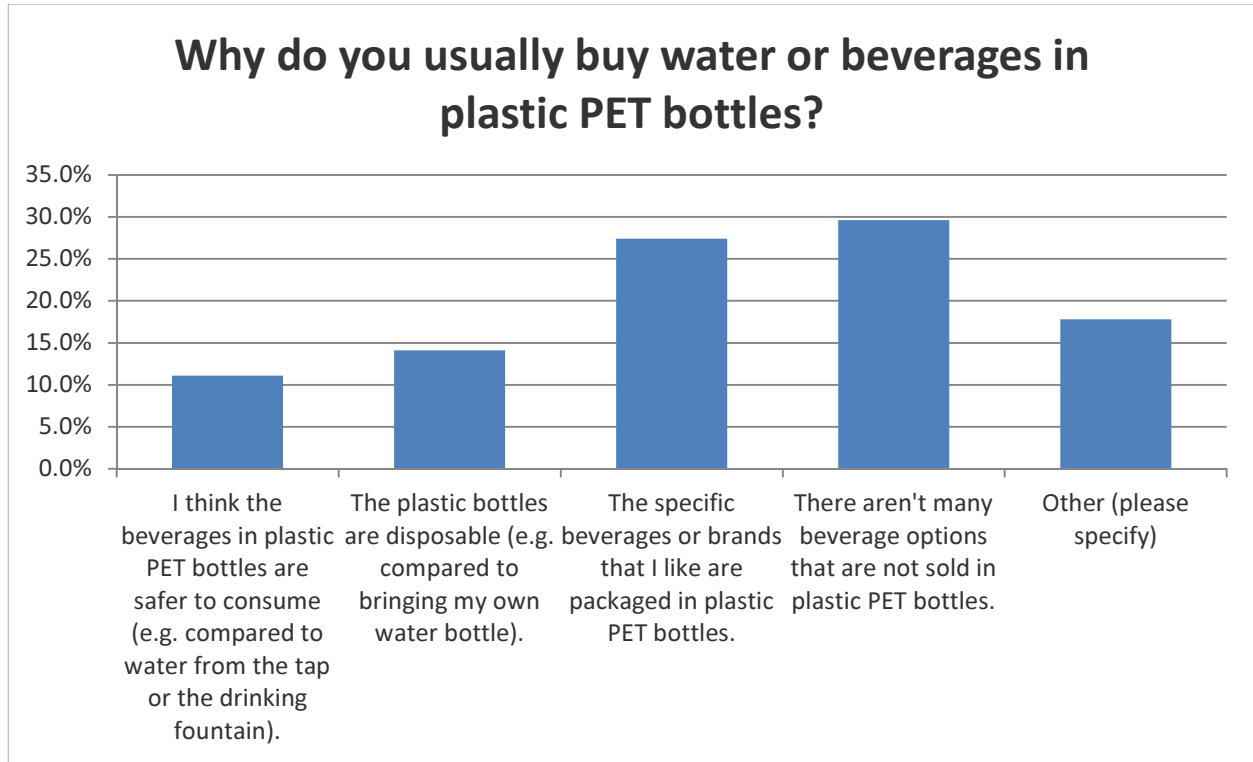 Why do you usually buy water or beverages in
plastic PET bottles?
35.0%
30.0%
25.0%
20.0%
15.0%
10.0%
5.0%
0.0%
I think the
beverages in plastic
PET bottles are
safer to consume
(e.g. compared to
water from the tap
or the drinking
fountain).
The plastic bottles
are disposable (e.g.
compared to
bringing my own
water bottle).
The specific
beverages or brands
that I like are
packaged in plastic
PET bottles.
There aren't many
beverage options
that are not sold in
plastic PET bottles.
Other (please
specify)